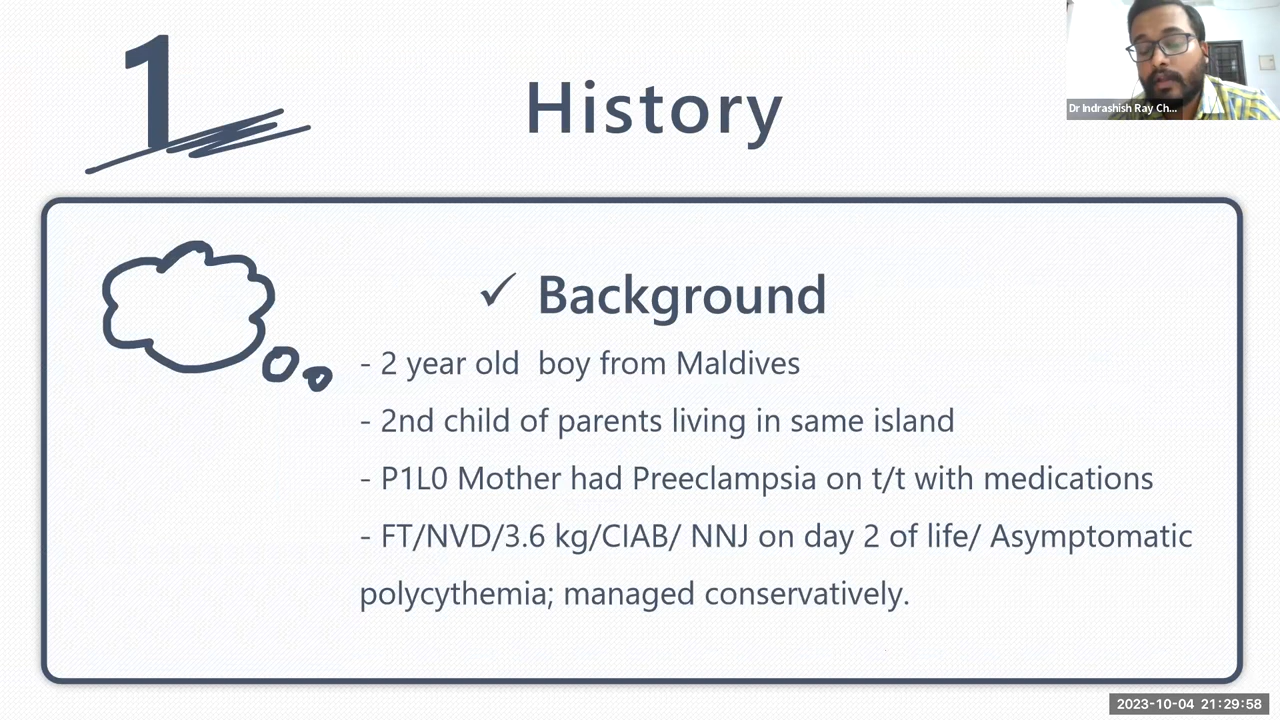 1
History
Dr Indrashish Ray Ch...
✓ Background
- 2 year old boy from Maldives
- 2nd child of parents living in same island
- P1L0 Mother had Preeclampsia on t/t with medications
- FT/NVD/3.6 kg/CIAB/ NNJ on day 2 of life/ Asymptomatic
polycythemia; managed conservatively.
2023-10-04 21:29:58